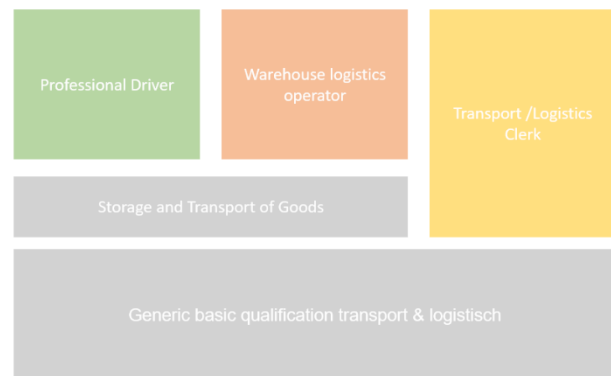 Professional Driver
Warehouse logistics
operator
Transport /Logistics
Clerk
Storage and Transport of Goods
Generic basic qualification transport & logistisch